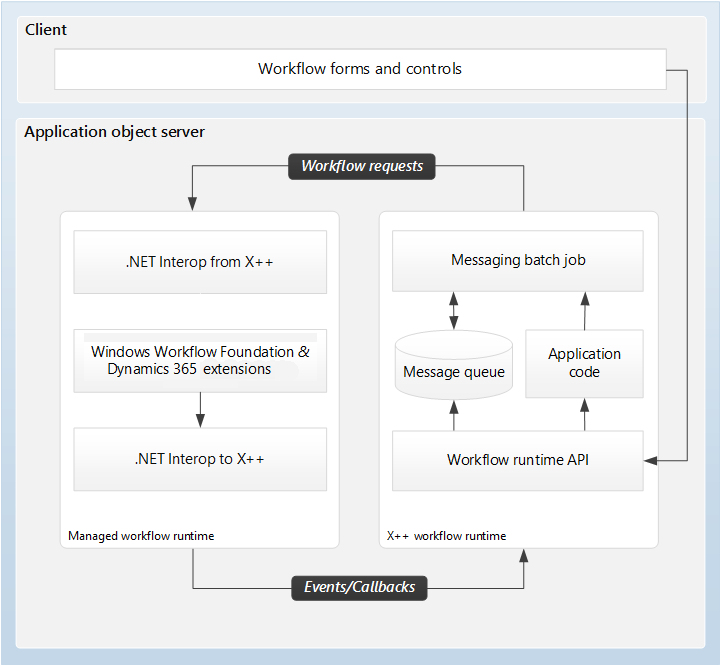 Client
Workflow forms and controls
Application object server
Workflow requests
.NET Interop from X++
Windows Workflow Foundation &
Dynamics 365 extensions
.NET Interop to X++
Managed workflow runtime
Messaging batch job
Message queue
Application
code
Workflow runtime API
X++ workflow runtime
Events/Callbacks